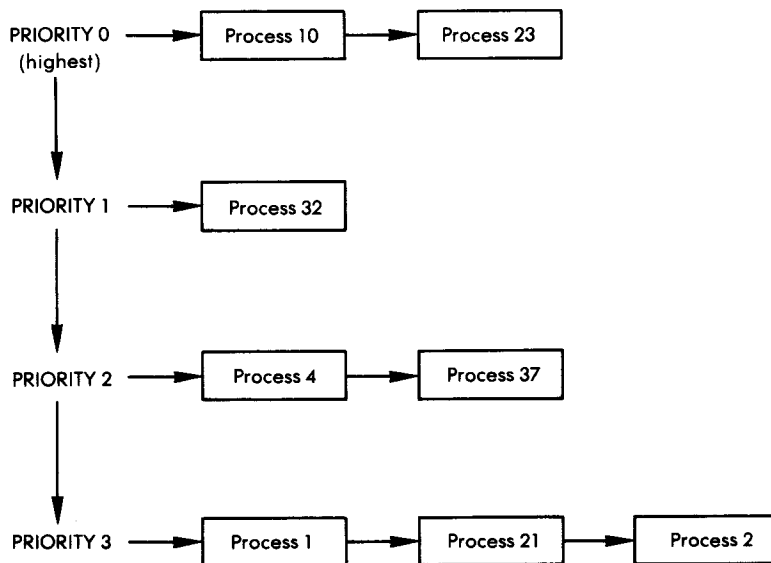 PRIORITY 0
(highest)
Process 10
Process 23
PRIORITY 1
Process 32
PRIORITY 2
Process 4
Process 37
PRIORITY 3
Process 1
Process 21
Process 2